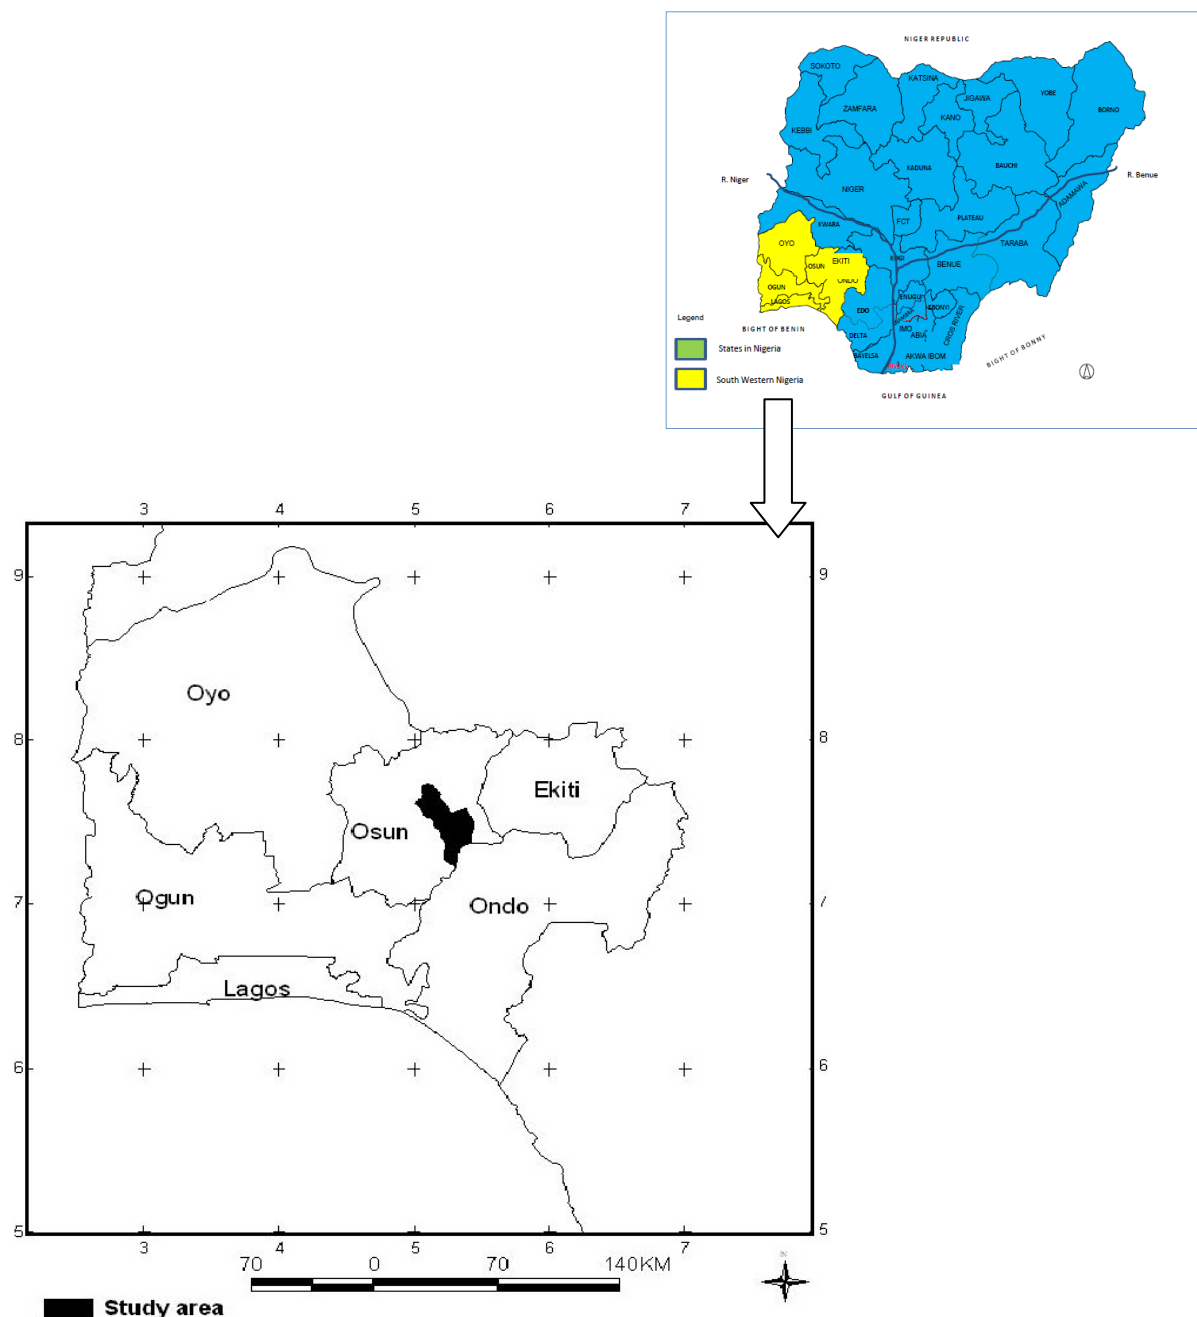 NIGER REPUBLIC
SOKOTO
KATSINA
JIGAWA
YOBE
BORNO
ZAMFARA
KANO
KEBBI
KADUNA
BAUCHI
R. Niger
NIGER
R. Benue
ADAMAWA
KWARA
FCT
PLATEAU
OYO
TARABA
OSUN
EKITI
BENUE
ONDO
OGUN
LAGOS
ENUGU
EBONYI
EDO
IMO
ABIA
CROS RIVER
DELTA
BAYELSA
AKWA IBOM
Legend
BIGHT OF BENIN
BIGHT OF BONNY
States in Nigeria
South Western Nigeria
GULF OF GUINEA
3 4 5 6 7
9 9
Oyo
8 8
Ekiti
Osun
Ogun
7 7
Ondo
Lagos
6 6
5 5
3 4 5 6 7
70 0 70 140KM
N
Study area